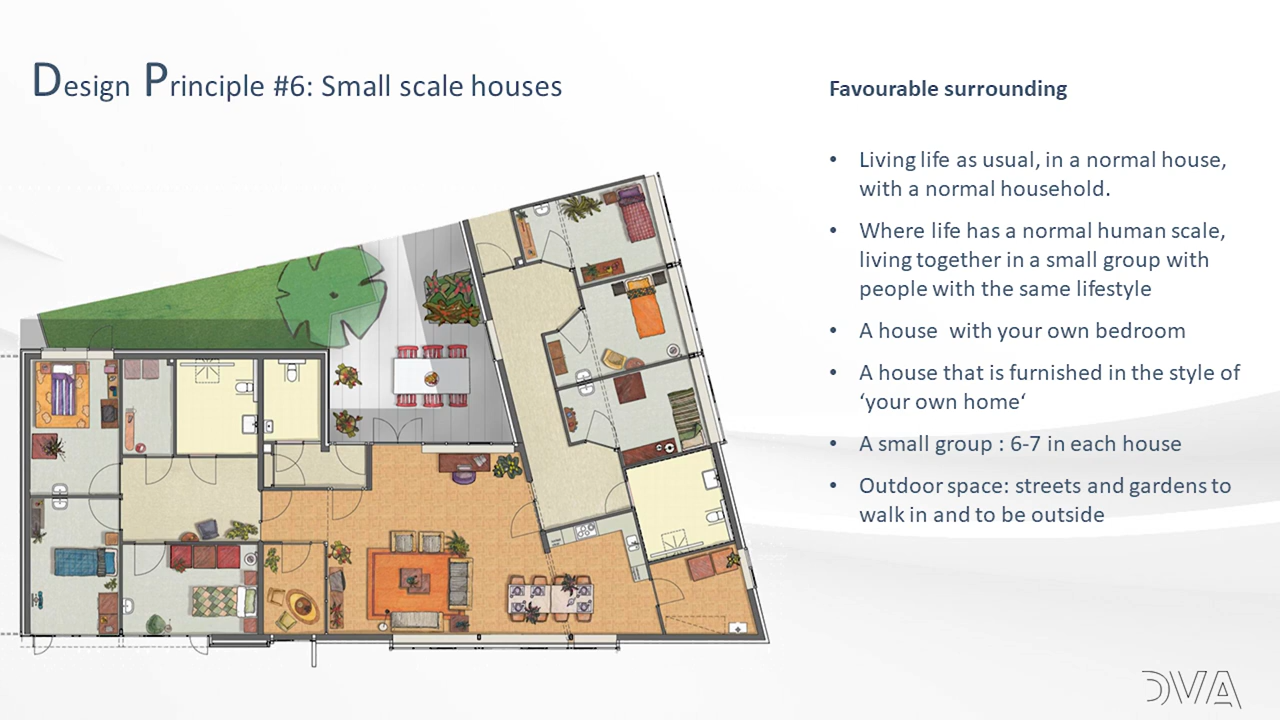 Design Principle #6: Small scale houses
Favourable surrounding
• Living life as usual, in a normal house,
with a normal household.
• Where life has a normal human scale,
living together in a small group with
people with the same lifestyle
• A house  with your own bedroom
• A house that is furnished in the style of
‘your own home‘
• A small group : 6-7 in each house
• Outdoor space: streets and gardens to
walk in and to be outside
DVA